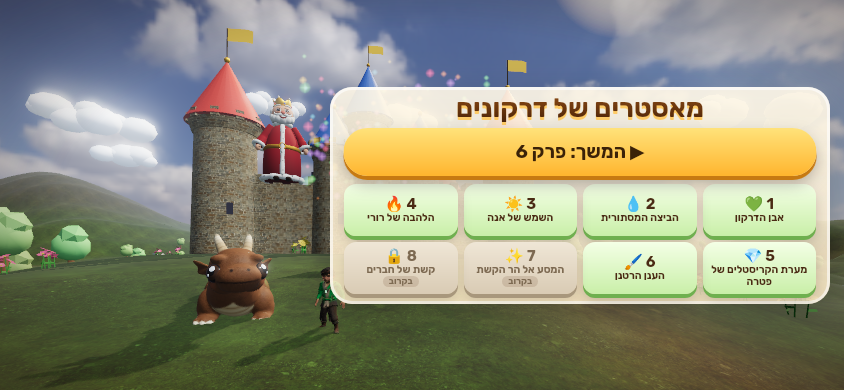 מאסטרים של דרקונים
▶ המשך: פרק 6
💚 1
אבן הדרקון
💧 2
הביצה המסתורית
☀️ 3
השמש של אנה
🔥 4
הלהבה של רורי
💎 5
מערת הקריסטלים של
פטרה
🖌️ 6
הענן הרטנן
✨ 7
המסע אל הר הקשת
בקרוב
🔒 8
קשת של חברים
בקרוב